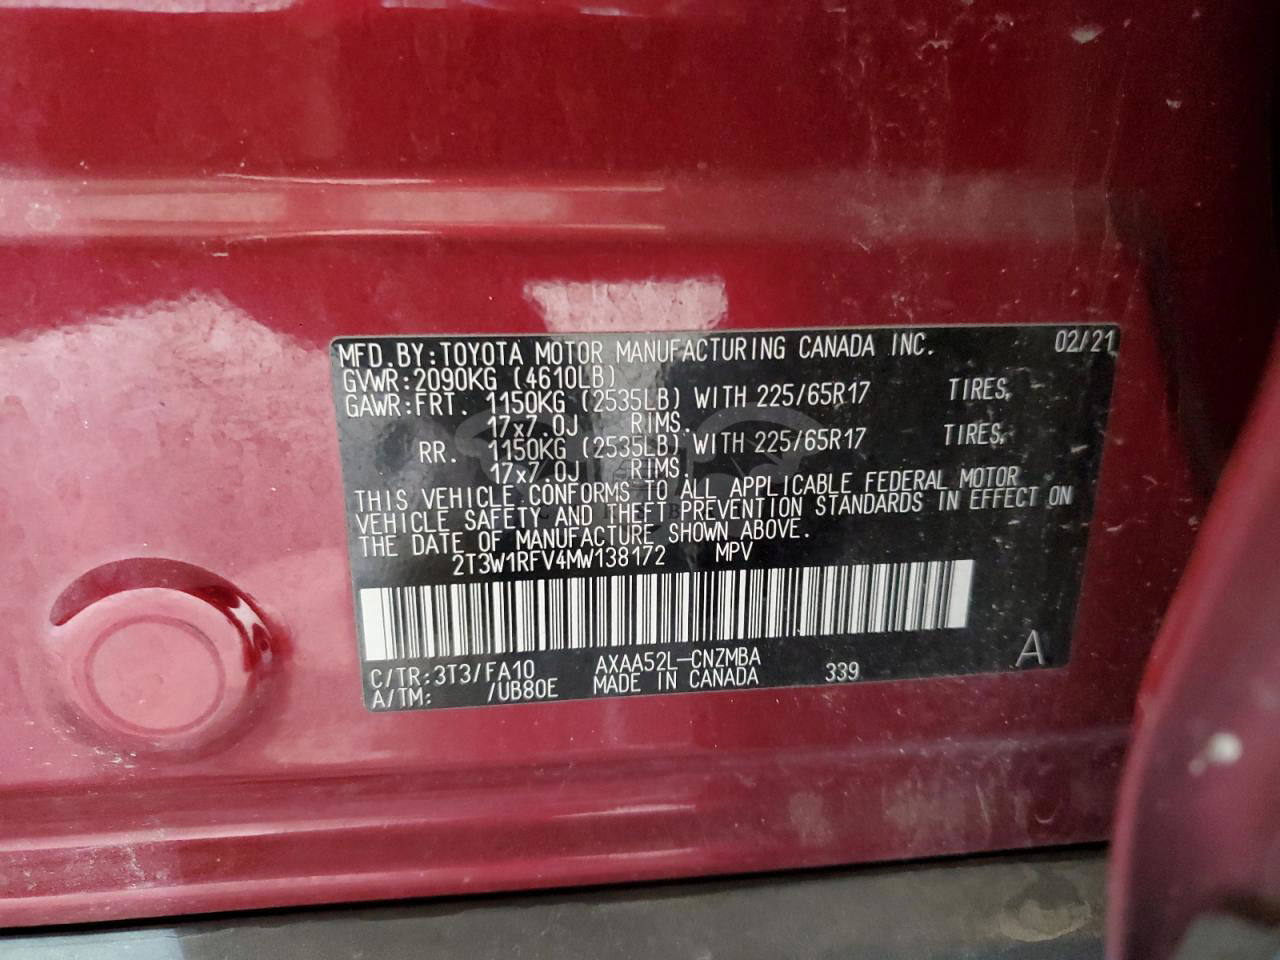 MFD.BY:TOYOTA MOTOR MANUFACTURING CANADA INC. 02/21
GVWR:2090KG (4610LB)
GAWR:FRT. 1150KG (2535LB) WITH 225/65R17 TIRES,
17x7.0J RIMS.
RR. 1150KG (2535LB) WITH 225/65R17 TIRES,
17x7.0J RIMS.
THIS VEHICLE CONFORMS TO ALL APPLICABLE FEDERAL MOTOR
VEHICLE SAFETY AND THEFT PREVENTION STANDARDS IN EFFECT ON
THE DATE OF MANUFACTURE SHOWN ABOVE.
2T3W1RFV4MW138172 MPV
C/TR:3T3/FA10 AXAA52L-CNZMBA 339 A
A/TM: /UB80E MADE IN CANADA